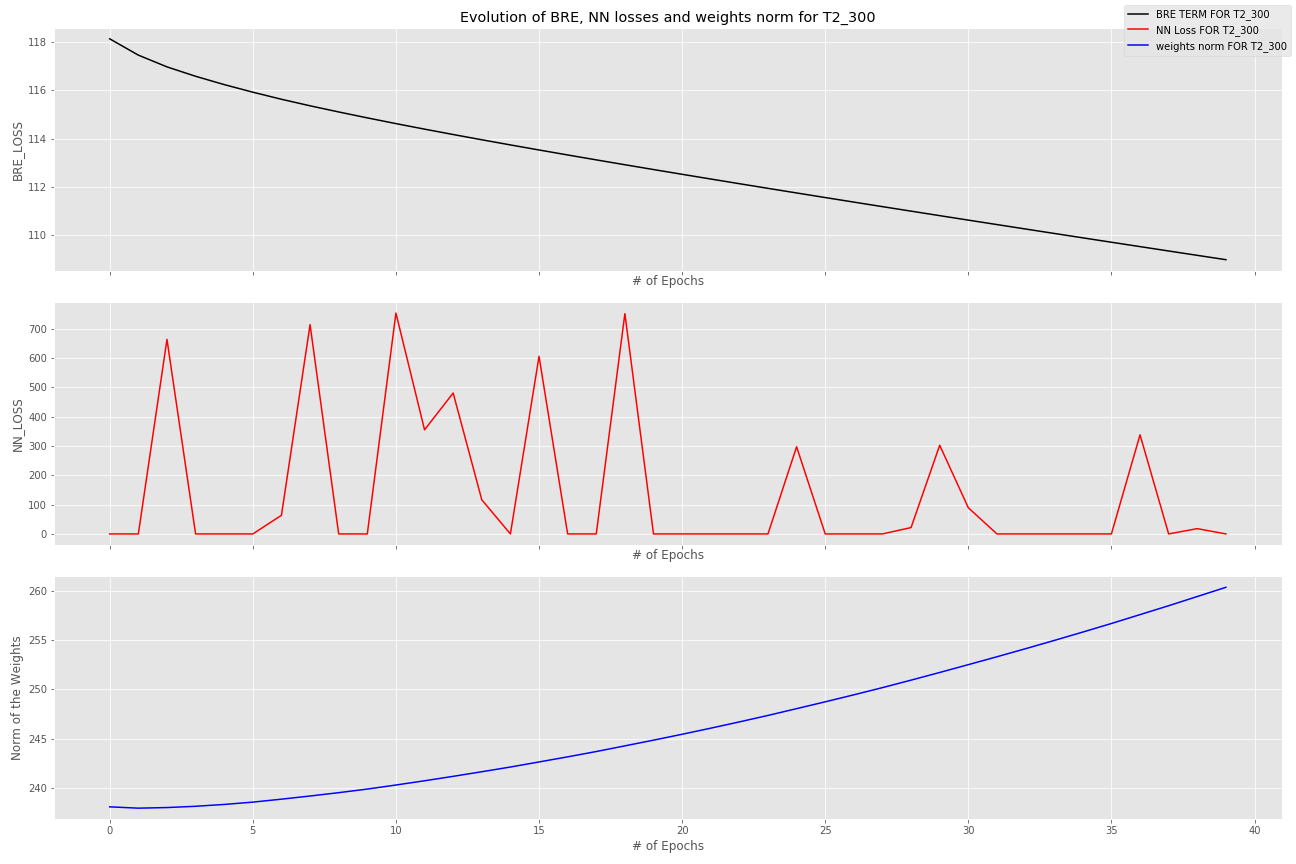 Evolution of BRE, NN losses and weights norm for T2_300
BRE TERM FOR T2_300
NN Loss FOR T2_300
weights norm FOR T2_300
BRE_LOSS
118
116
114
112
110
# of Epochs
NN_LOSS
700
600
500
400
300
200
100
0
# of Epochs
Norm of the Weights
260
255
250
245
240
0 5 10 15 20 25 30 35 40
# of Epochs